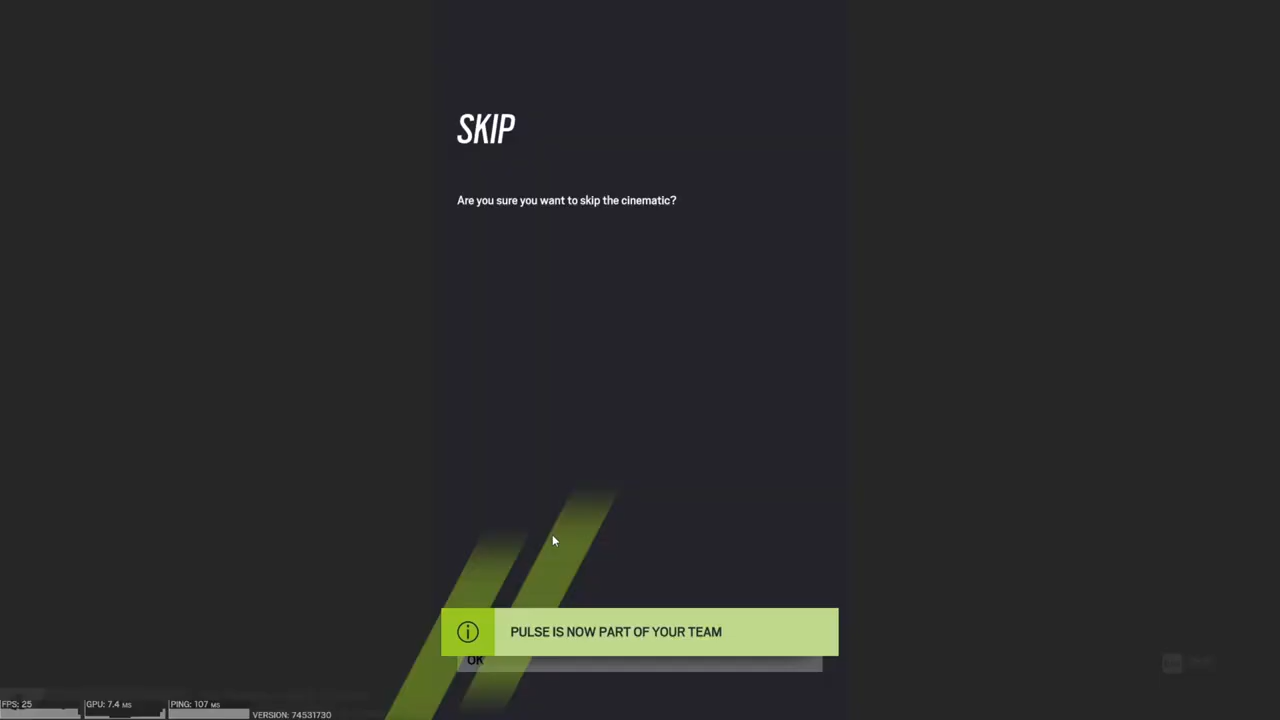 SKIP
Are you sure you want to skip the cinematic?
PULSE IS NOW PART OF YOUR TEAM
OK
FPS: 25
GPU: 7.4 MS
PING: 107 MS
VERSION: 74531730